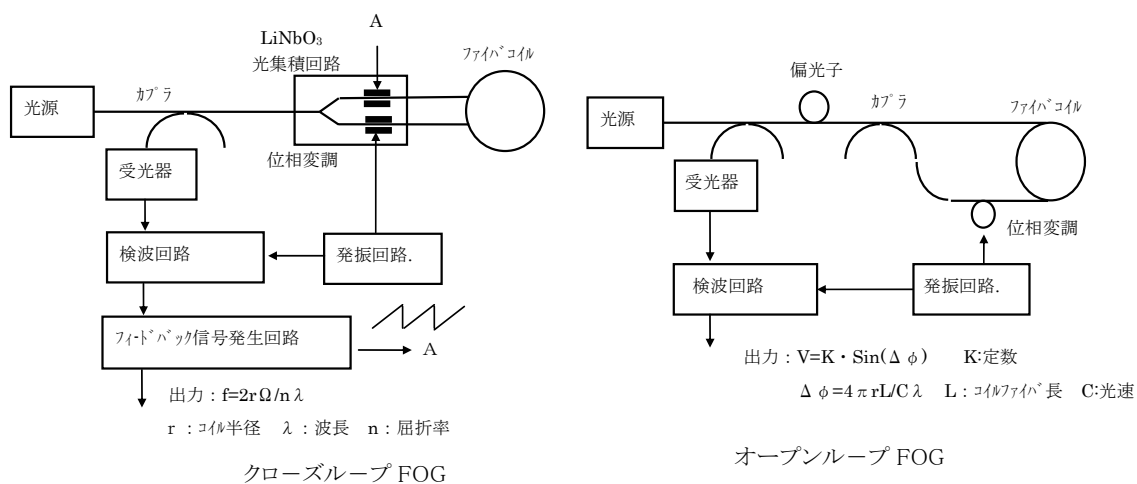 A
LiNbO₃
光集積回路
ﾌｧｲﾊﾞｺｲﾙ
ｶﾌﾟﾗ
光源
位相変調
受光器
検波回路
発振回路.
ﾌｨｰﾄﾞﾊﾞｯｸ信号発生回路
A
出力：f=2rΩ/nλ
r ：ｺｲﾙ半径 λ：波長 n：屈折率
クローズループ FOG
偏光子
ｶﾌﾟﾗ
ﾌｧｲﾊﾞｺｲﾙ
光源
受光器
位相変調
検波回路
発振回路.
出力：V=K・Sin(Δφ) K:定数
Δφ=4πrL/Cλ L：ｺｲﾙﾌｧｲﾊﾞ長 C:光速
オープンループ FOG